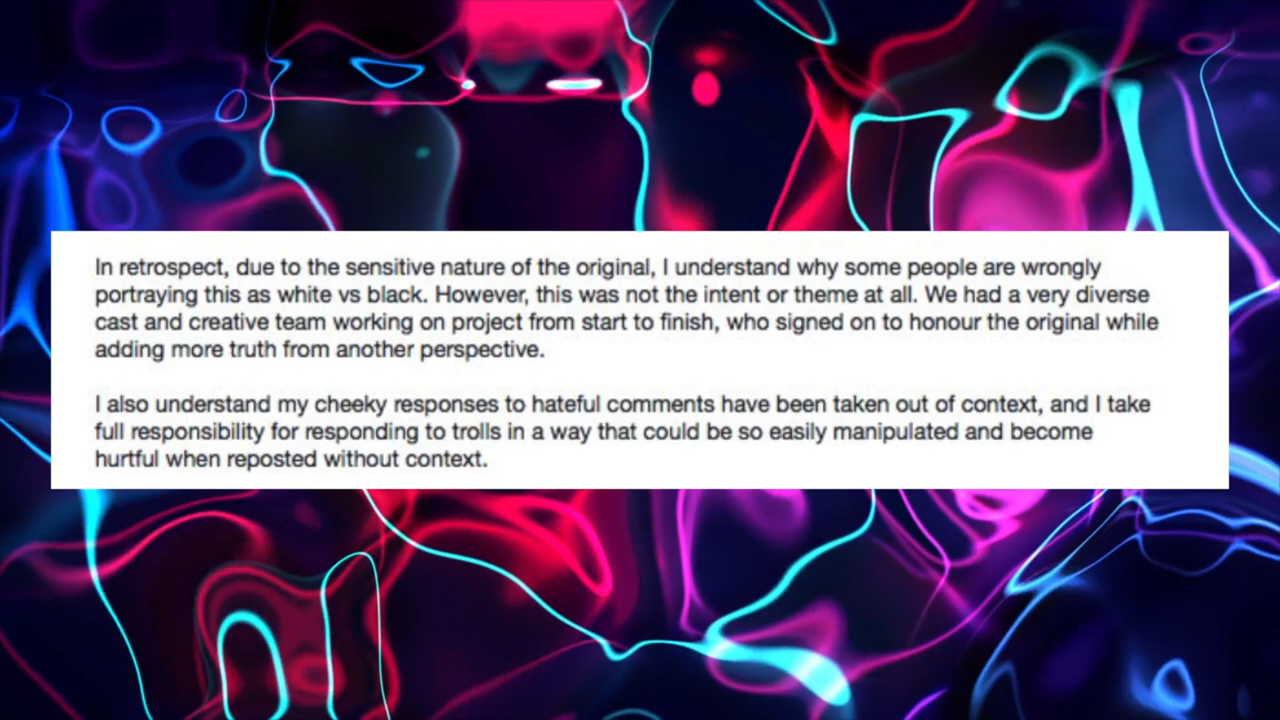 In retrospect, due to the sensitive nature of the original, I understand why some people are wrongly
portraying this as white vs black. However, this was not the intent or theme at all. We had a very diverse
cast and creative team working on project from start to finish, who signed on to honour the original while
adding more truth from another perspective.
I also understand my cheeky responses to hateful comments have been taken out of context, and I take
full responsibility for responding to trolls in a way that could be so easily manipulated and become
hurtful when reposted without context.